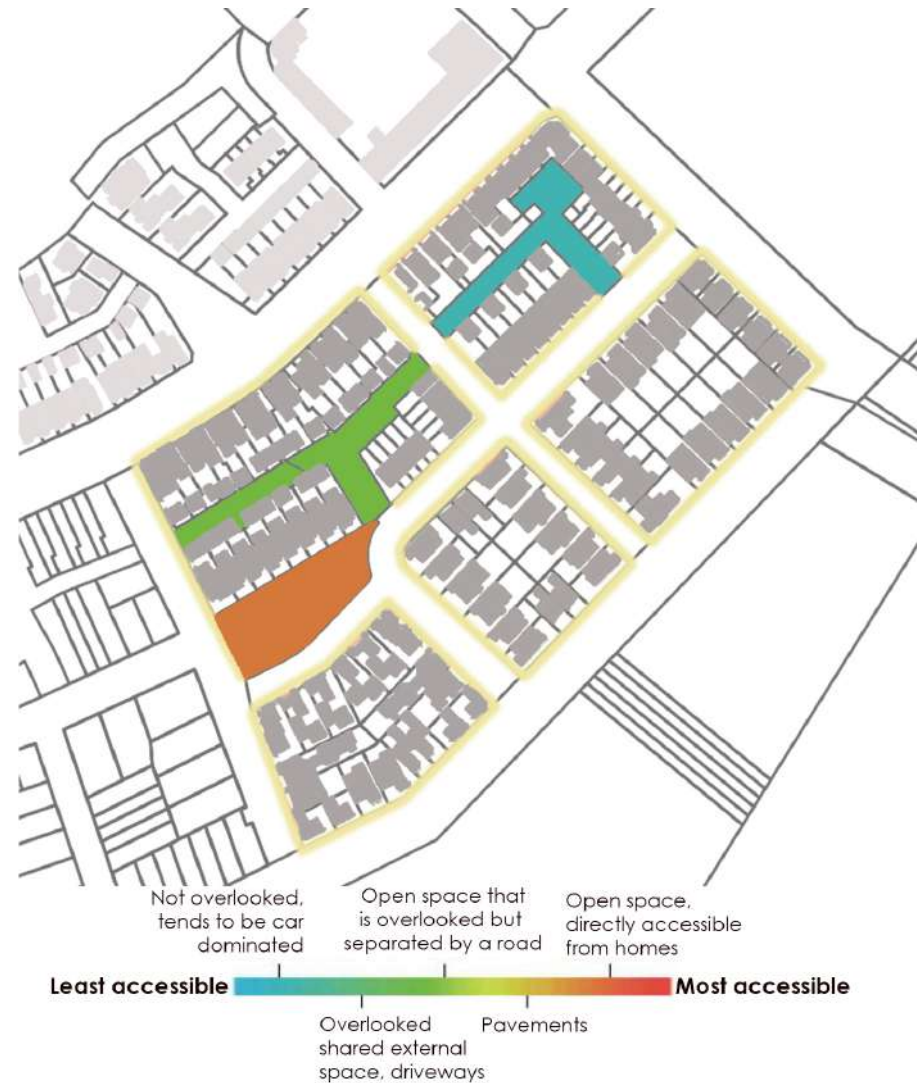 Not overlooked,
tends to be car
dominated
Open space that
is overlooked but
separated by a road
Open space,
directly accessible
from homes
Least accessible
Most accessible
Overlooked
shared external
space, driveways
Pavements